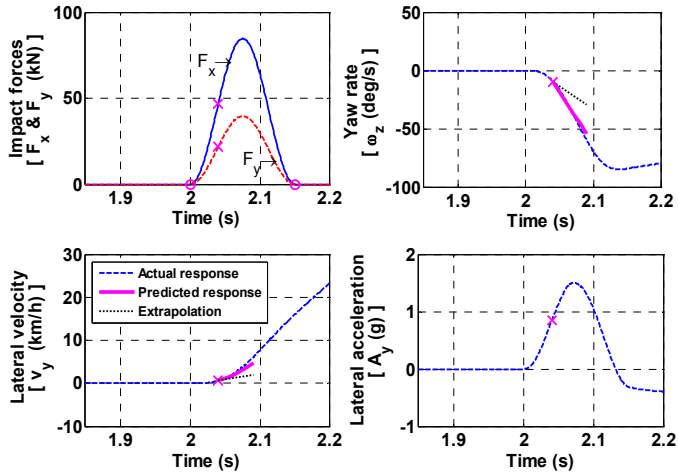 Impact forces
[ F_x & F_y (kN) ]
100
50
0
F_x
F_y
1.9 2 2.1 2.2
Time (s)
Yaw rate
[ ω_z (deg/s) ]
50
0
-50
-100
1.9 2 2.1 2.2
Time (s)
Lateral velocity
[ v_y (km/h) ]
30
20
10
0
-10
Actual response
Predicted response
Extrapolation
1.9 2 2.1 2.2
Time (s)
Lateral acceleration
[ A_y (g) ]
2
1
0
-1
1.9 2 2.1 2.2
Time (s)